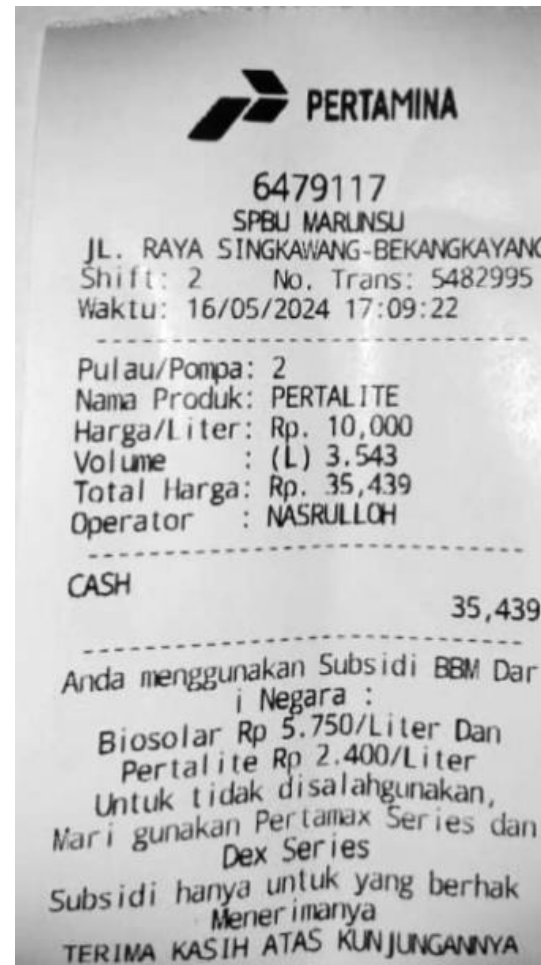 PERTAMINA
6479117
SPBU MARUNSU
JL. RAYA SINGKAWANG-BEKANGKAYANG
Shift: 2 No. Trans: 5482995
Waktu: 16/05/2024 17:09:22
Pulau/Pompa: 2
Nama Produk: PERTALITE
Harga/Liter: Rp. 10,000
Volume : (L) 3.543
Total Harga: Rp. 35,439
Operator : NASRULLOH
CASH
35,439
Anda menggunakan Subsidi BBM Dar
i Negara :
Biosolar Rp 5.750/Liter Dan
Pertalite Rp 2.400/Liter
Untuk tidak disalahgunakan,
Mari gunakan Pertamax Series dan
Dex Series
Subsidi hanya untuk yang berhak
Menerimanya
TERIMA KASIH ATAS KUNJUNGANNYA